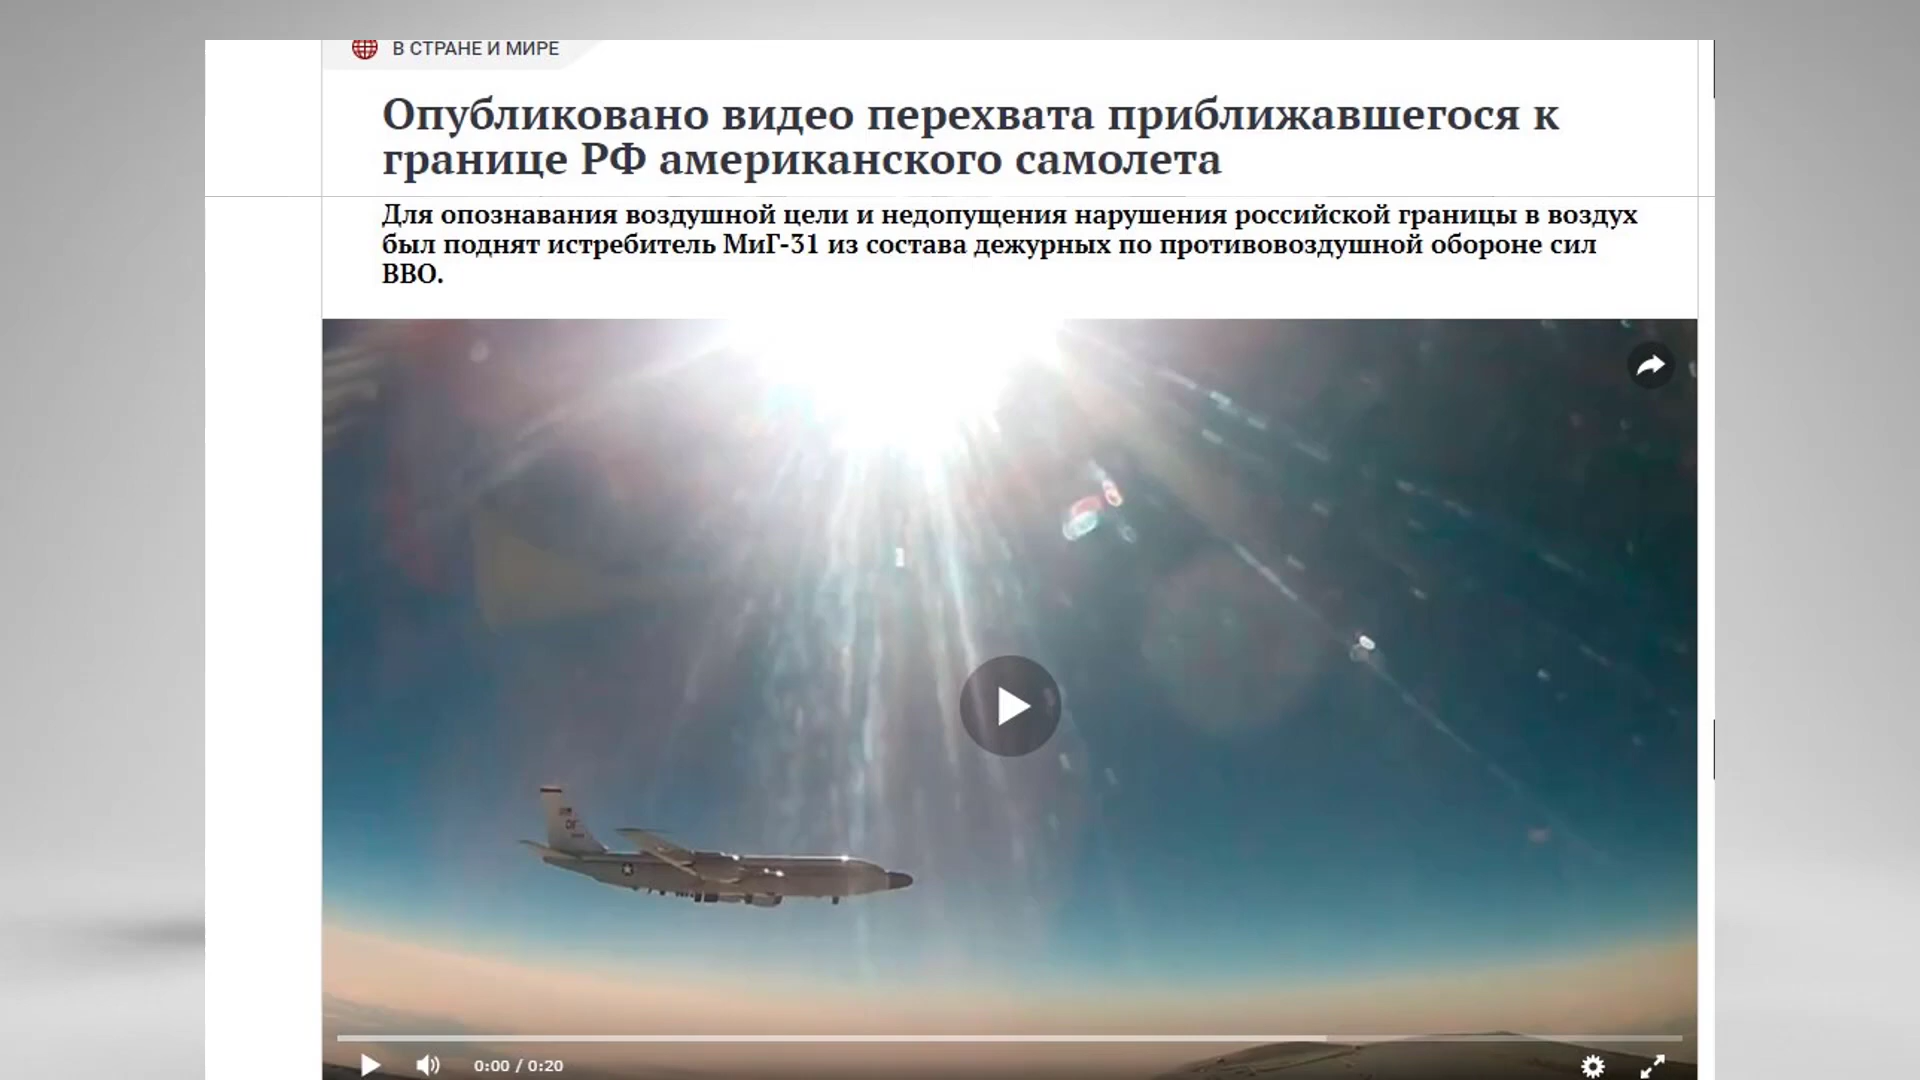 В СТРАНЕ И МИРЕ
Опубликовано видео перехвата приближавшегося к
границе РФ американского самолета
Для опознавания воздушной цели и недопущения нарушения российской границы в воздух
был поднят истребитель МиГ-31 из состава дежурных по противовоздушной обороне сил
ВВО.
0:00 / 0:20